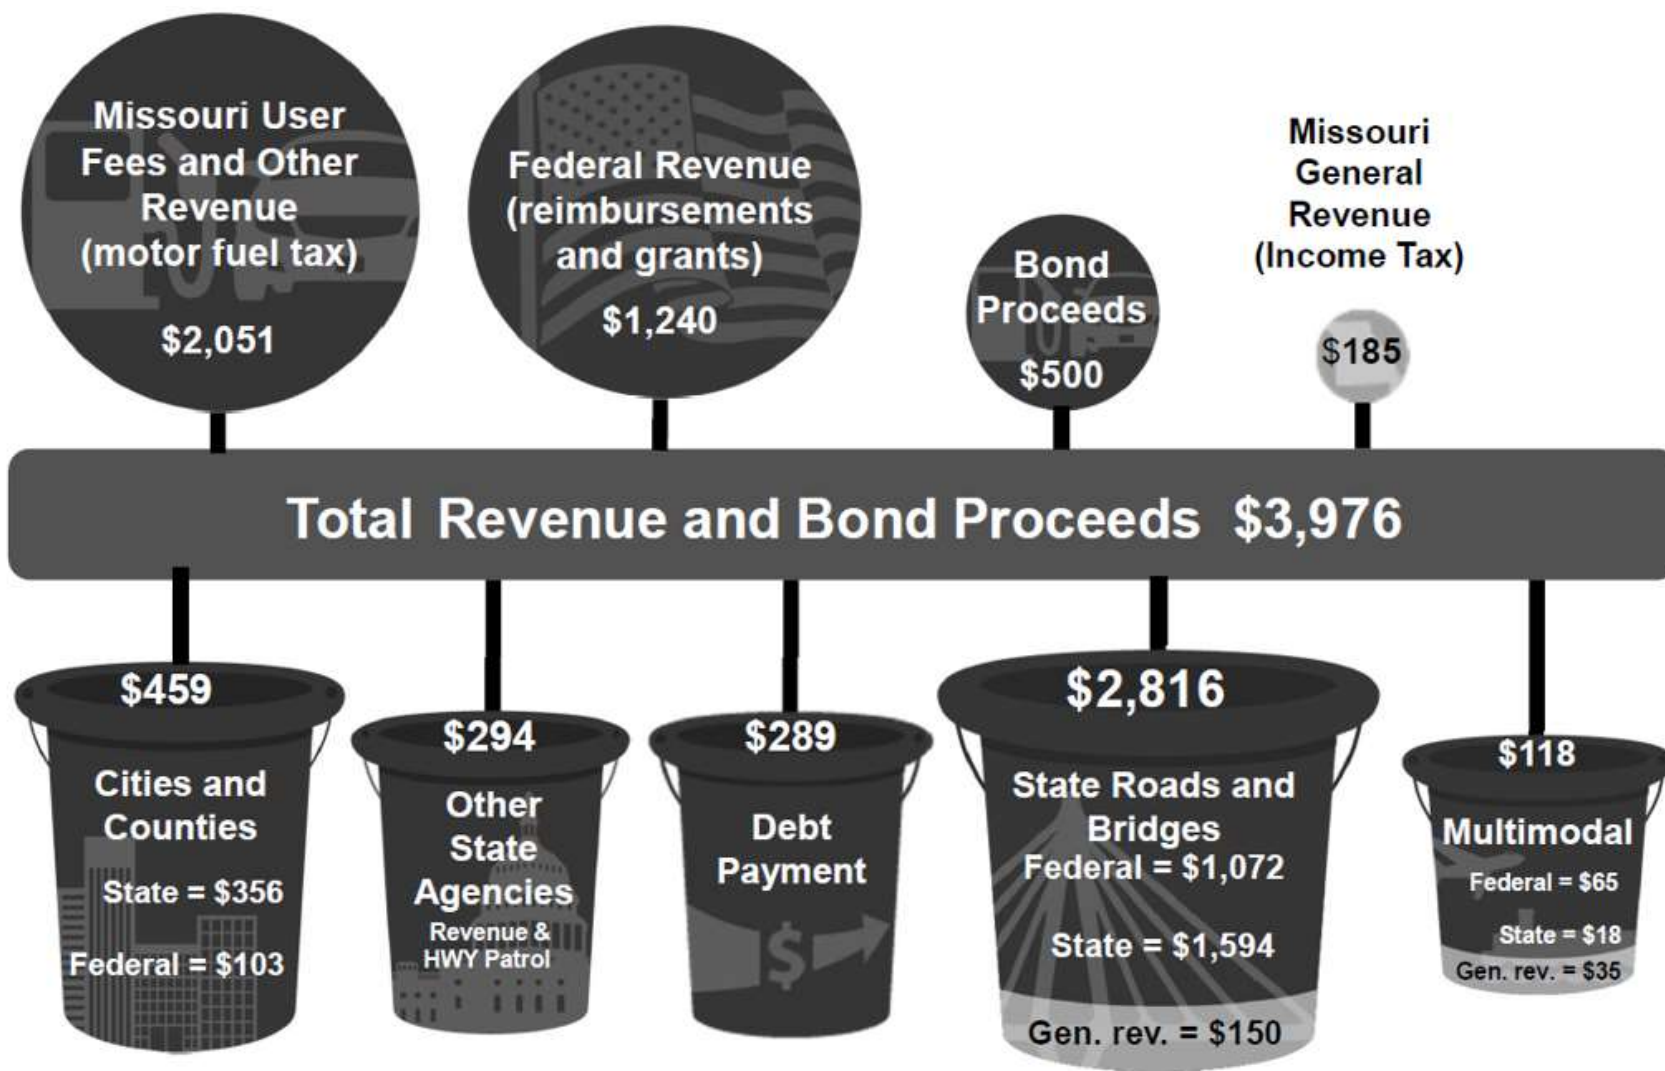 Missouri User
Fees and Other
Revenue
(motor fuel tax)
$2,051
Federal Revenue
(reimbursements
and grants)
$1,240
Bond
Proceeds
$500
Missouri
General
Revenue
(Income Tax)
$185
Total Revenue and Bond Proceeds $3,976
$459
Cities and
Counties
State = $356
Federal = $103
$294
Other
State
Agencies
Revenue &
HWY Patrol
$289
Debt
Payment
$
$2,816
State Roads and
Bridges
Federal = $1,072
State = $1,594
Gen. rev. = $150
$118
Multimodal
Federal = $65
State = $18
Gen. rev. = $35